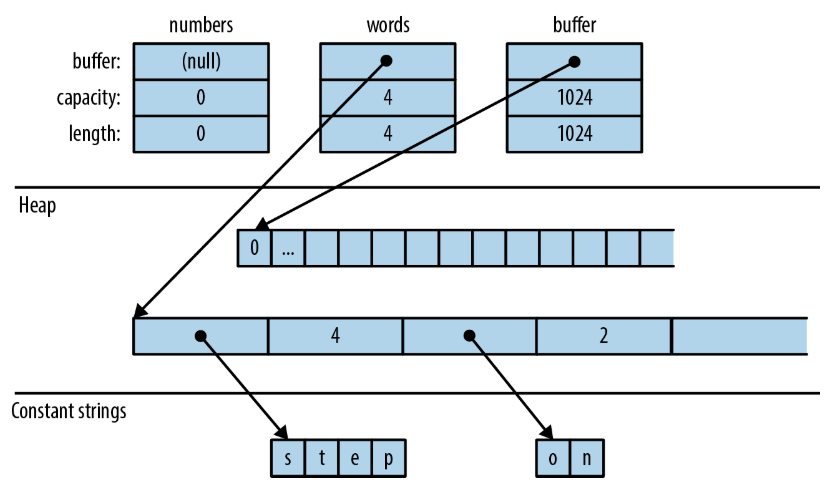 numbers words buffer
buffer: (null)
capacity: 0 4 1024
length: 0 4 1024
Heap
0 ...
4 2
Constant strings
s t e p o n